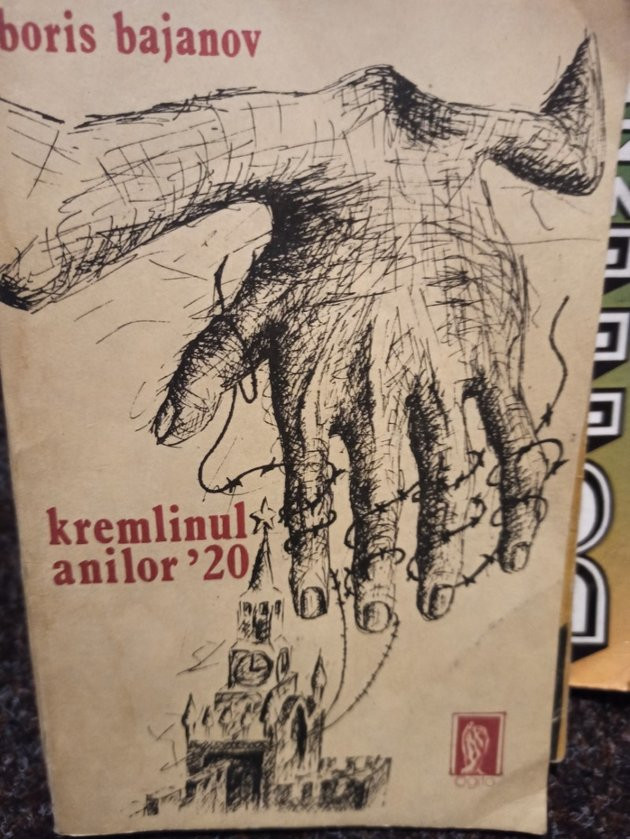 boris bajanov
kremlinul
anilor '20